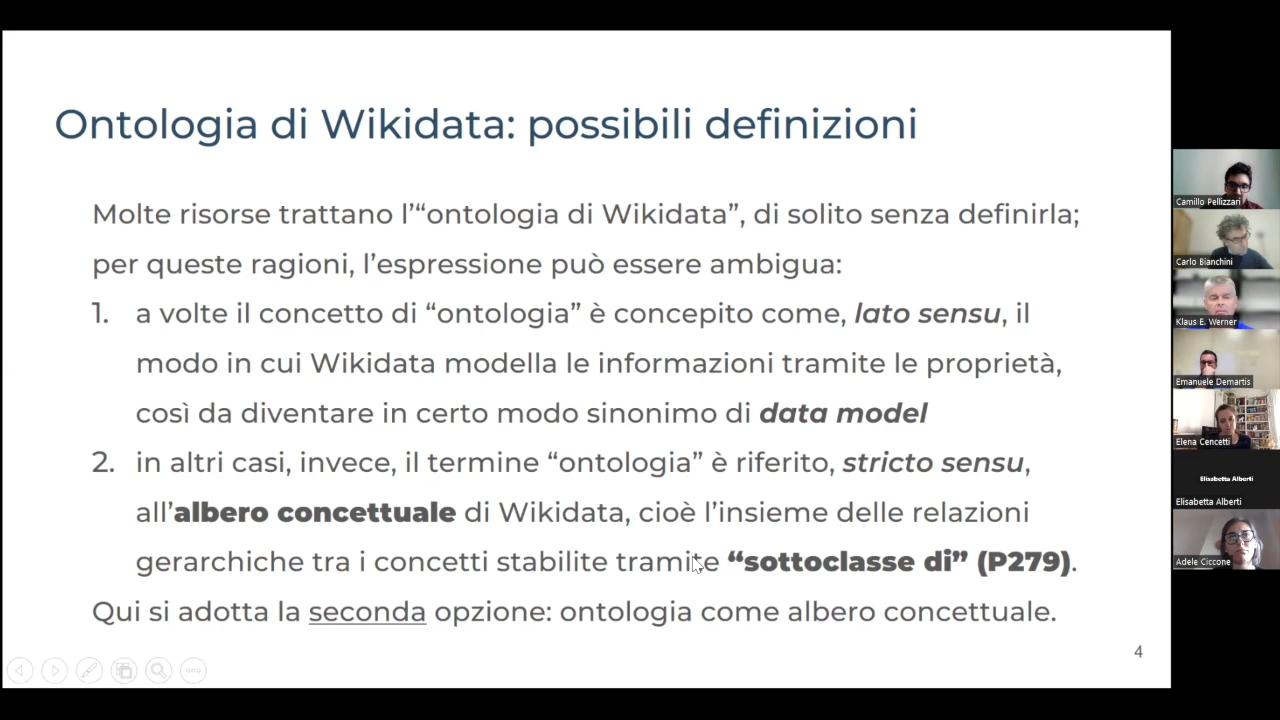 Ontologia di Wikidata: possibili definizioni
Molte risorse trattano l’“ontologia di Wikidata”, di solito senza definirla;
per queste ragioni, l’espressione può essere ambigua:
1. a volte il concetto di “ontologia” è concepito come, lato sensu, il
modo in cui Wikidata modella le informazioni tramite le proprietà,
così da diventare in certo modo sinonimo di data model
2. in altri casi, invece, il termine “ontologia” è riferito, stricto sensu,
all’albero concettuale di Wikidata, cioè l’insieme delle relazioni
gerarchiche tra i concetti stabilite tramite “sottoclasse di” (P279).
Qui si adotta la seconda opzione: ontologia come albero concettuale.
4
Camillo Pellizzari
Carlo Bianchini
Klaus E. Werner
Emanuele Demartis
Elena Cencetti
Elisabetta Alberti
Elisabetta Alberti
Adele Ciccone